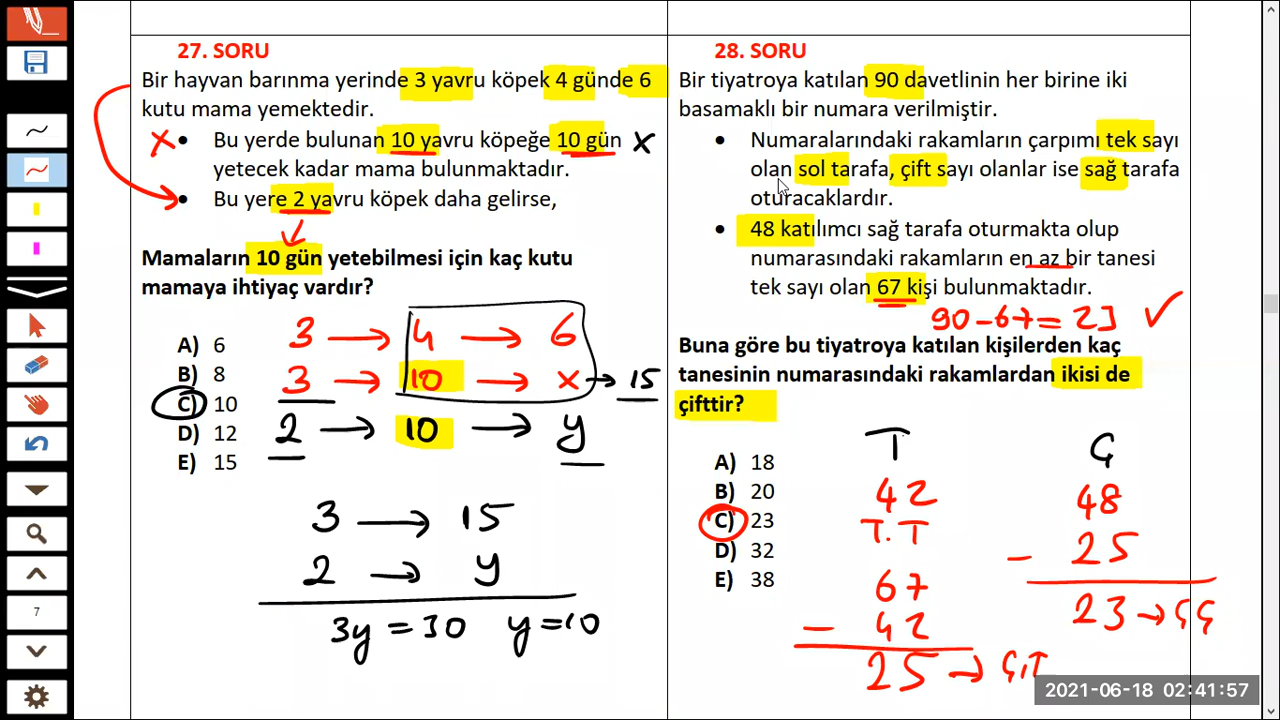 27. SORU
Bir hayvan barınma yerinde 3 yavru köpek 4 günde 6
kutu mama yemektedir.
x • Bu yerde bulunan 10 yavru köpeğe 10 gün x
yetecek kadar mama bulunmaktadır.
• Bu yere 2 yavru köpek daha gelirse,
Mamaların 10 gün yetebilmesi için kaç kutu
mamaya ihtiyaç vardır?
A) 6
B) 8
C) 10
D) 12
E) 15
3 → 4 → 6
3 → 10 → x → 15
2 → 10 → y
3 → 15
2 → y
3y = 30 y=10
28. SORU
Bir tiyatroya katılan 90 davetlinin her birine iki
basamaklı bir numara verilmiştir.
• Numaralarındaki rakamların çarpımı tek sayı
olan sol tarafa, çift sayı olanlar ise sağ tarafa
oturacaklardır.
• 48 katılımcı sağ tarafa oturmakta olup
numarasındaki rakamların en az bir tanesi
tek sayı olan 67 kişi bulunmaktadır.
90-67=23 ✓
Buna göre bu tiyatroya katılan kişilerden kaç
tanesinin numarasındaki rakamlardan ikisi de
çifttir?
A) 18
B) 20
C) 23
D) 32
E) 38
T
42
T.T
67
- 42
25 → Ç,T
Ç
48
- 25
23 → ÇÇ
7
2021-06-18 02:41:57